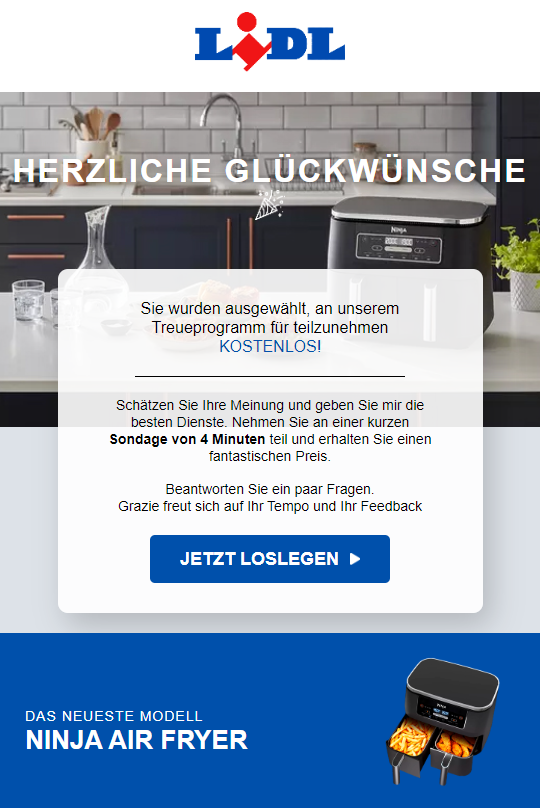 LIDL
HERZLICHE GLÜCKWÜNSCHE
NINJA
Sie wurden ausgewählt, an unserem
Treueprogramm für teilzunehmen
KOSTENLOS!
Schätzen Sie Ihre Meinung und geben Sie mir die
besten Dienste. Nehmen Sie an einer kurzen
Sondage von 4 Minuten teil und erhalten Sie einen
fantastischen Preis.
Beantworten Sie ein paar Fragen.
Grazie freut sich auf Ihr Tempo und Ihr Feedback
JETZT LOSLEGEN
DAS NEUESTE MODELL
NINJA AIR FRYER